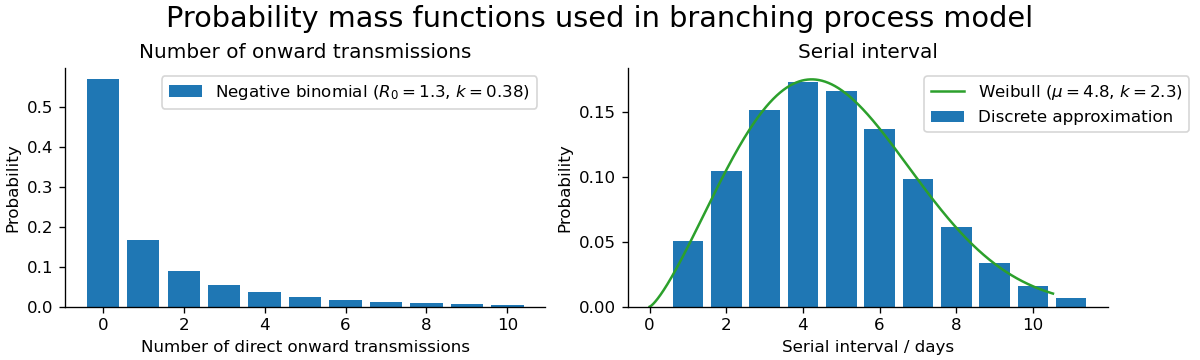 Probability mass functions used in branching process model
Number of onward transmissions
Probability
0.5
0.4
0.3
0.2
0.1
0.0
Negative binomial (R₀ = 1.3, k = 0.38)
0 2 4 6 8 10
Number of direct onward transmissions
Serial interval
Probability
0.15
0.10
0.05
0.00
Weibull (μ = 4.8, k = 2.3)
Discrete approximation
0 2 4 6 8 10
Serial interval / days